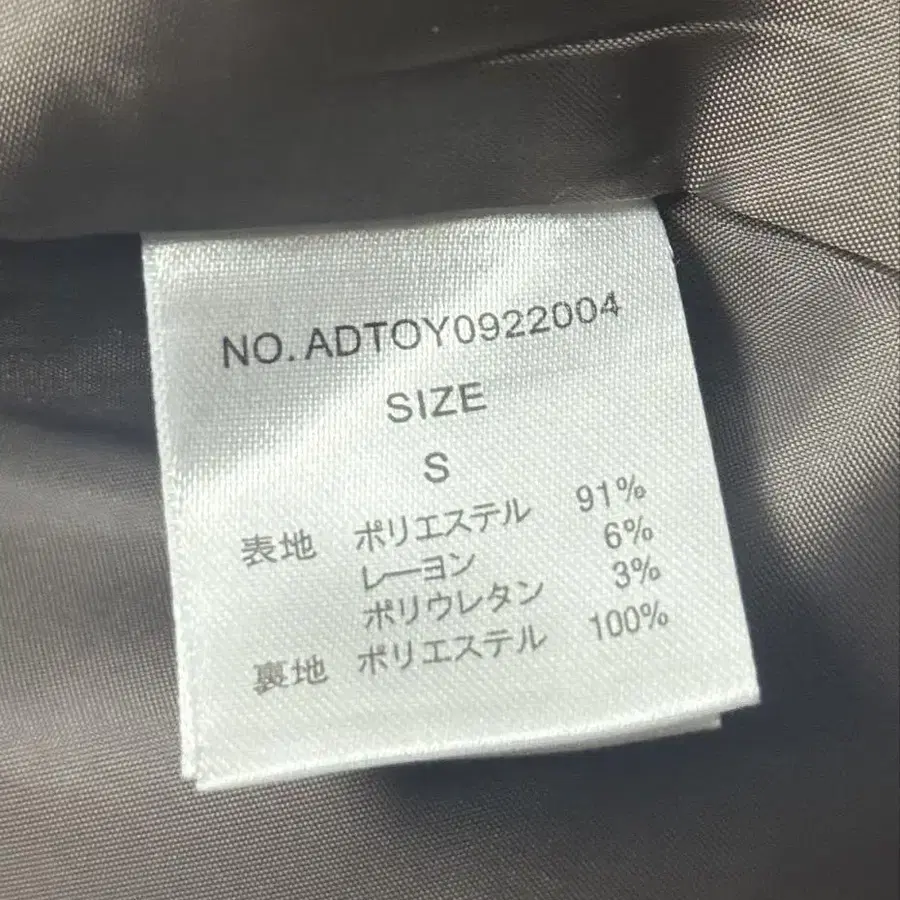 NO.ADTOY0922004
SIZE
S
表地 ポリエステル 91%
レーヨン 6%
ポリウレタン 3%
裏地 ポリエステル 100%